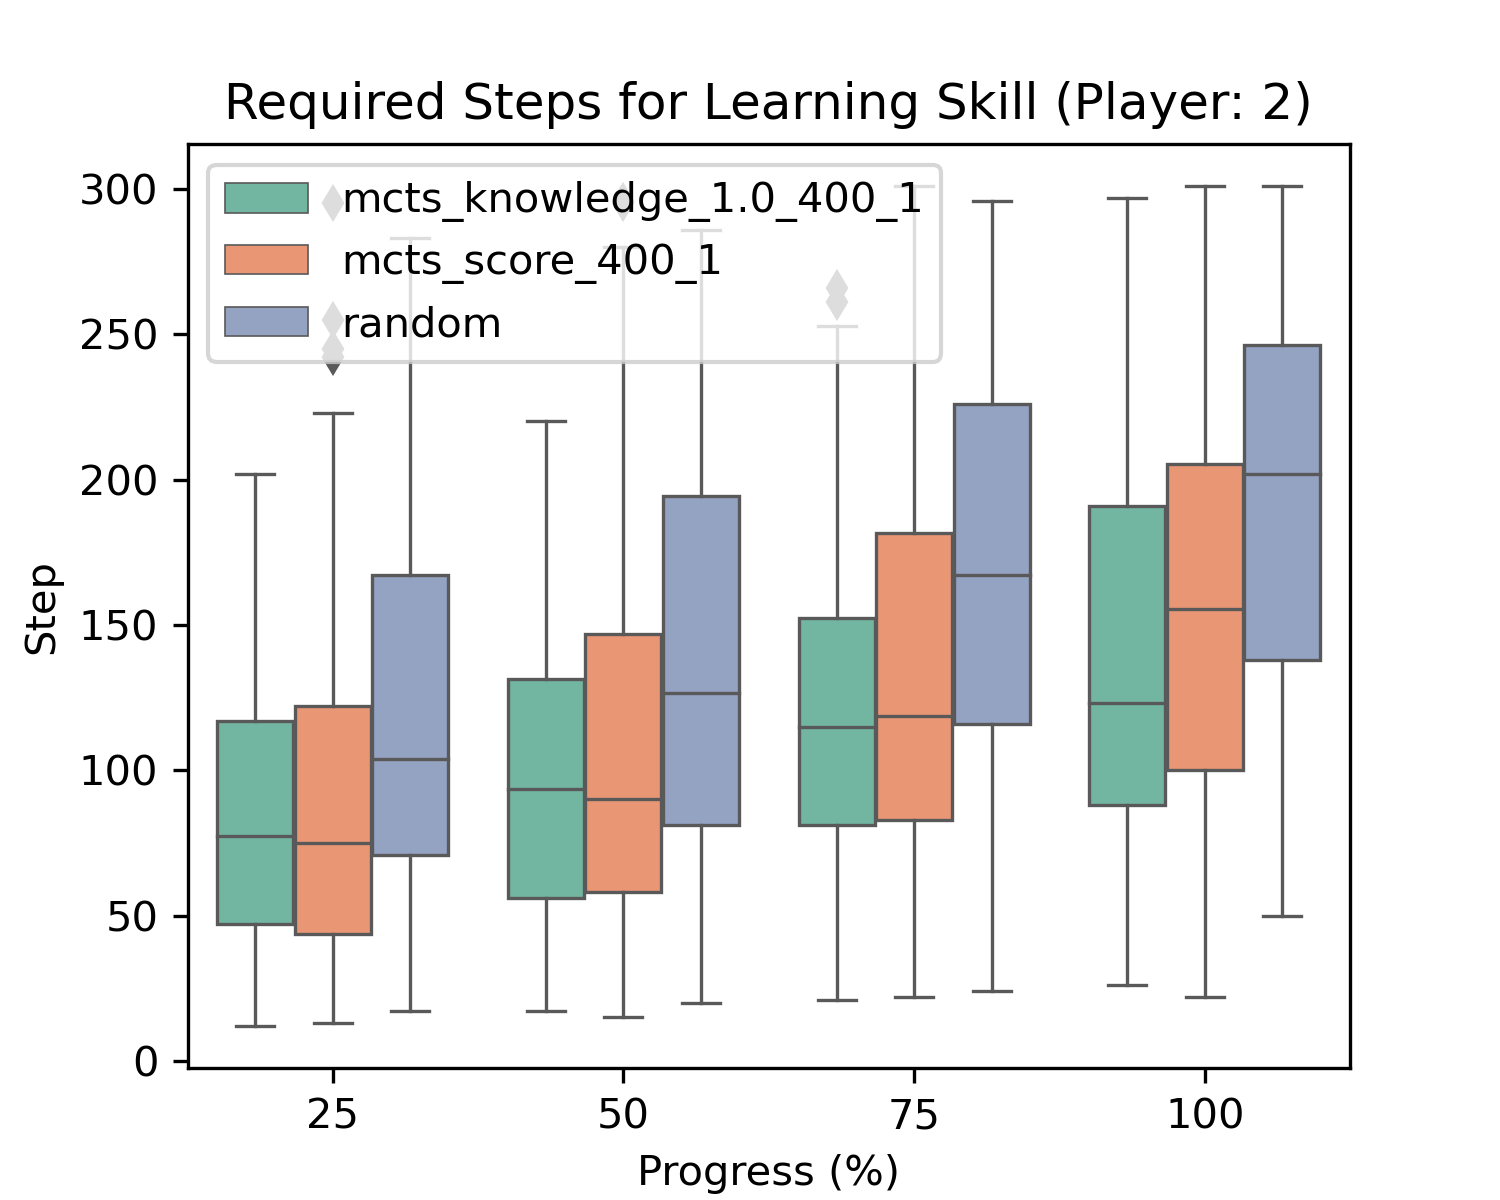 Required Steps for Learning Skill (Player: 2)
mcts_knowledge_1.0_400_1
mcts_score_400_1
random
300
250
200
150
100
50
0
Step
25
50
75
100
Progress (%)